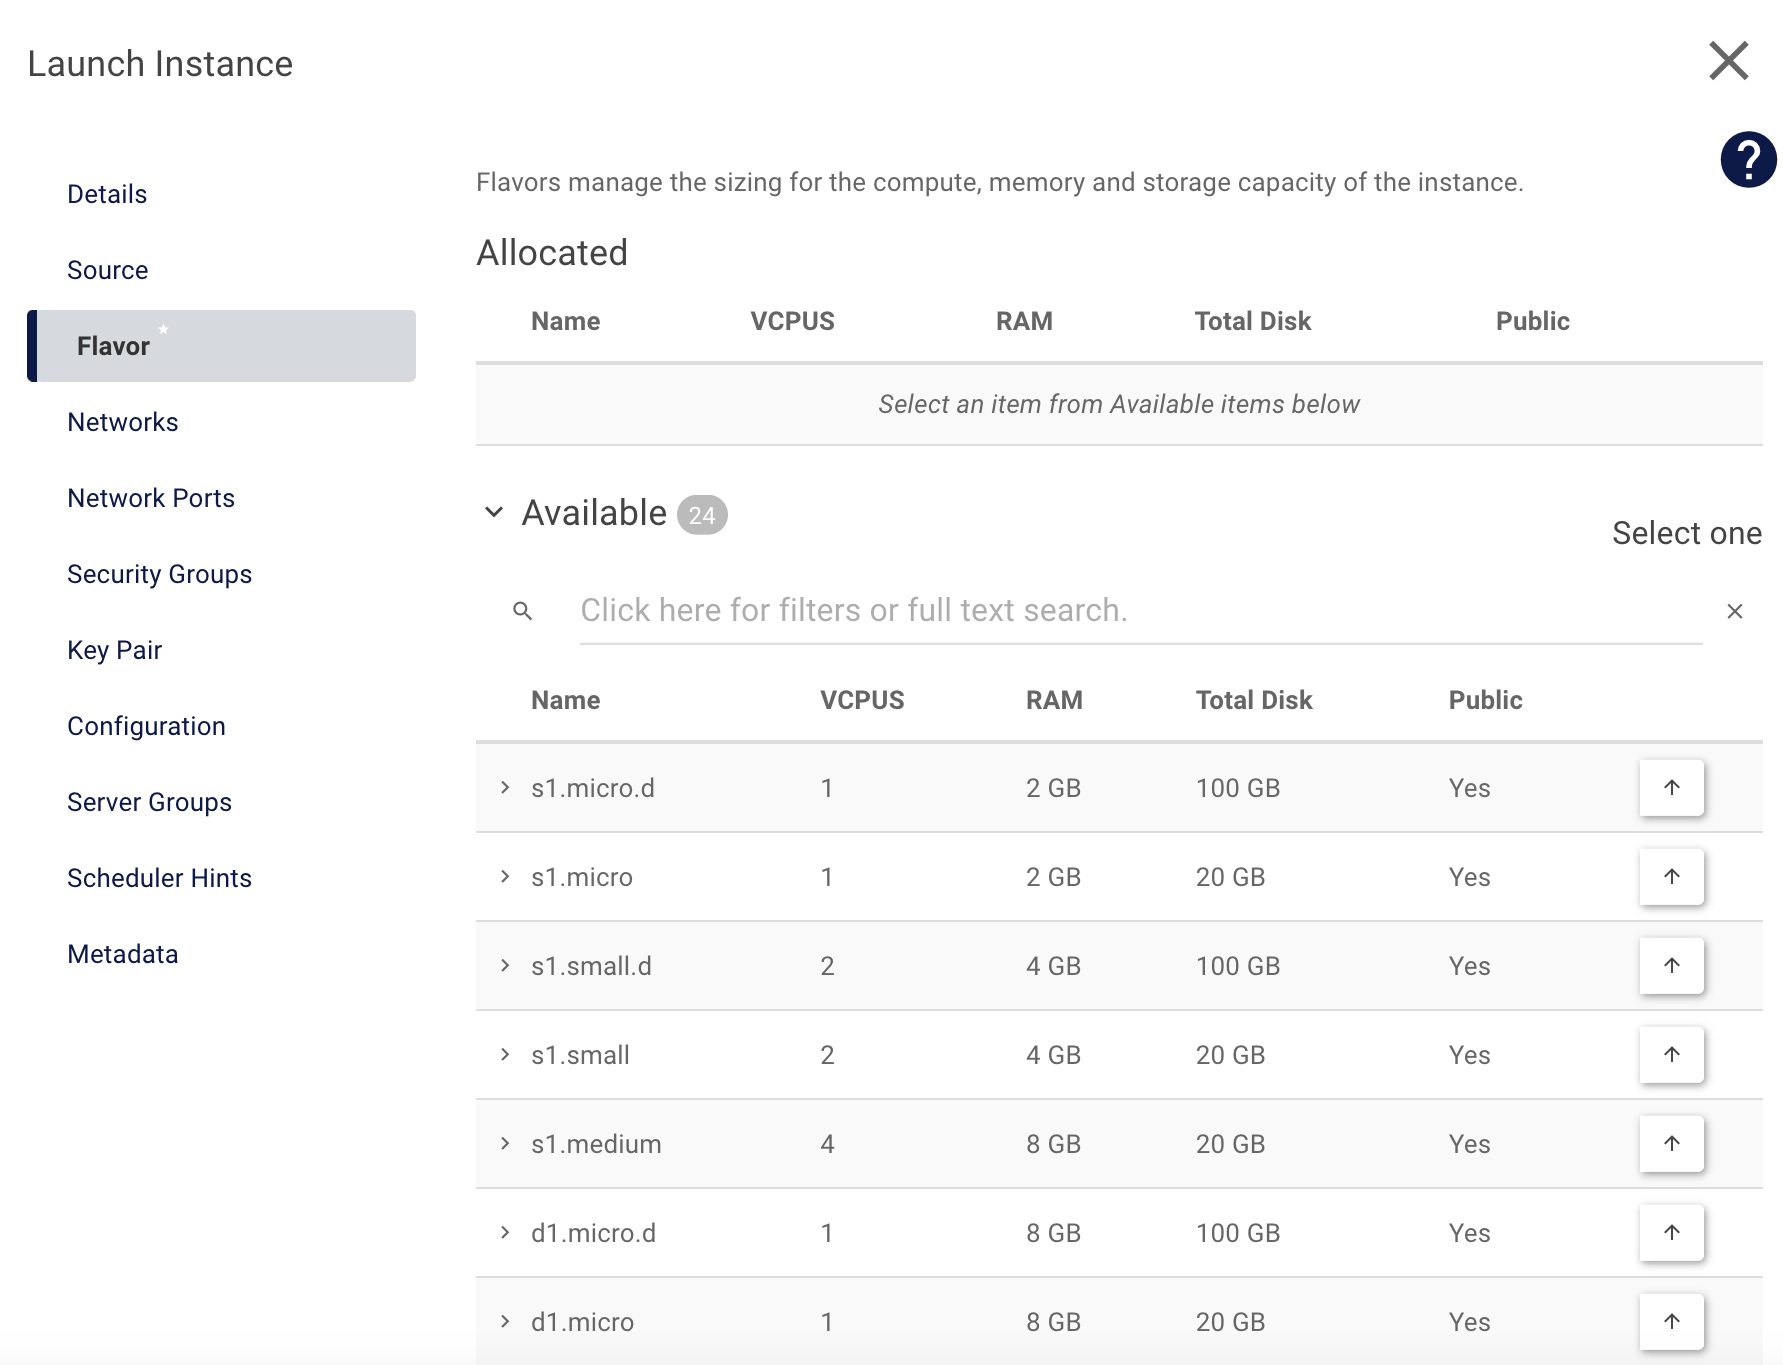 Launch Instance
Details
Source
Flavor *
Networks
Network Ports
Security Groups
Key Pair
Configuration
Server Groups
Scheduler Hints
Metadata
?
Flavors manage the sizing for the compute, memory and storage capacity of the instance.
Allocated
Name VCPUS RAM Total Disk Public
Select an item from Available items below
Available 24
Select one
Click here for filters or full text search.
Name VCPUS RAM Total Disk Public
s1.micro.d 1 2 GB 100 GB Yes
s1.micro 1 2 GB 20 GB Yes
s1.small.d 2 4 GB 100 GB Yes
s1.small 2 4 GB 20 GB Yes
s1.medium 4 8 GB 20 GB Yes
d1.micro.d 1 8 GB 100 GB Yes
d1.micro 1 8 GB 20 GB Yes